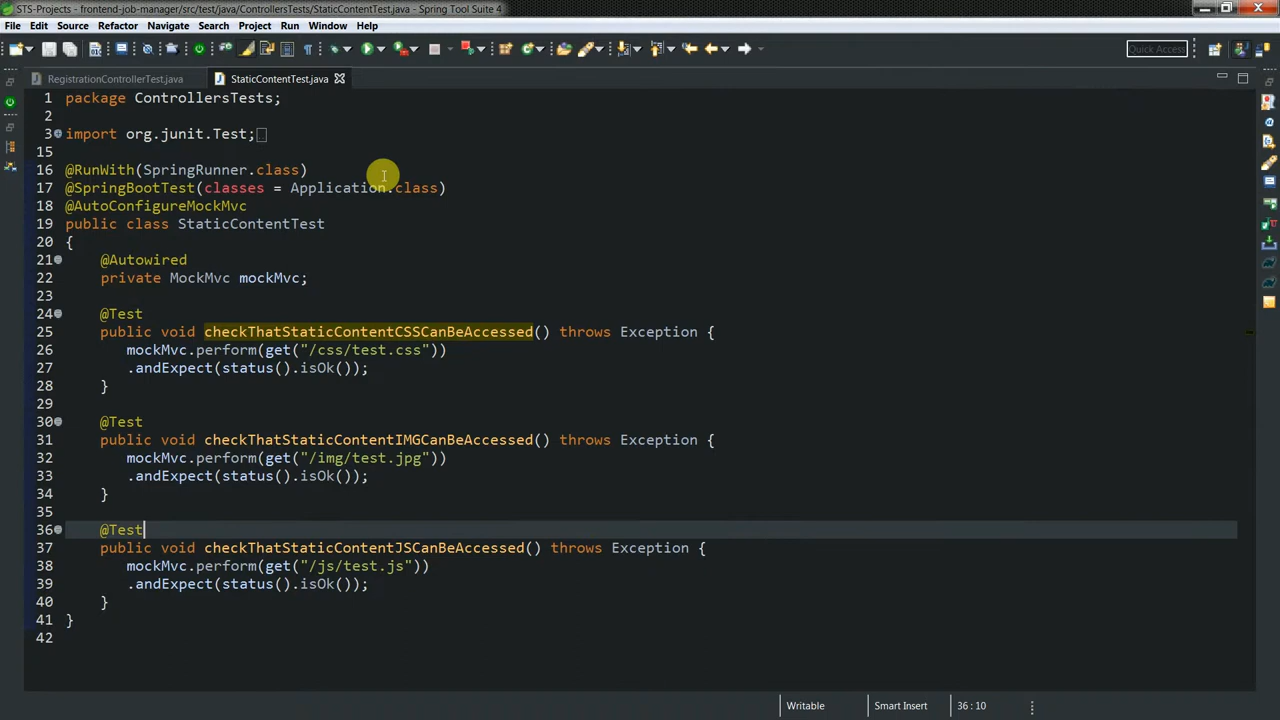 STS-Projects - frontend-job-manager/src/test/java/ControllersTests/StaticContentTest.java - Spring Tool Suite 4
File Edit Source Refactor Navigate Search Project Run Window Help
Quick Access
RegistrationControllerTest.java StaticContentTest.java
1 package ControllersTests;
2
3 import org.junit.Test;
15
16 @RunWith(SpringRunner.class)
17 @SpringBootTest(classes = Application.class)
18 @AutoConfigureMockMvc
19 public class StaticContentTest
20 {
21 @Autowired
22 private MockMvc mockMvc;
23
24 @Test
25 public void checkThatStaticContentCSSCanBeAccessed() throws Exception {
26 mockMvc.perform(get("/css/test.css"))
27 .andExpect(status().isOk());
28 }
29
30 @Test
31 public void checkThatStaticContentIMGCanBeAccessed() throws Exception {
32 mockMvc.perform(get("/img/test.jpg"))
33 .andExpect(status().isOk());
34 }
35
36 @Test
37 public void checkThatStaticContentJSCanBeAccessed() throws Exception {
38 mockMvc.perform(get("/js/test.js"))
39 .andExpect(status().isOk());
40 }
41 }
42
Writable Smart Insert 36 : 10